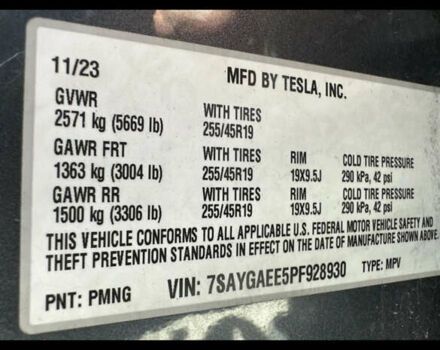 11/23 MFD BY TESLA, INC.
GVWR
2571 kg (5669 lb) WITH TIRES 255/45R19
GAWR FRT WITH TIRES RIM COLD TIRE PRESSURE
1363 kg (3004 lb) 255/45R19 19X9.5J 290 kPa, 42 psi
GAWR RR WITH TIRES RIM COLD TIRE PRESSURE
1500 kg (3306 lb) 255/45R19 19X9.5J 290 kPa, 42 psi
THIS VEHICLE CONFORMS TO ALL APPLICABLE U.S. FEDERAL MOTOR VEHICLE SAFETY AND
THEFT PREVENTION STANDARDS IN EFFECT ON THE DATE OF MANUFACTURE SHOWN ABOVE.
PNT: PMNG VIN: 7SAYGAEE5PF928930 TYPE: MPV